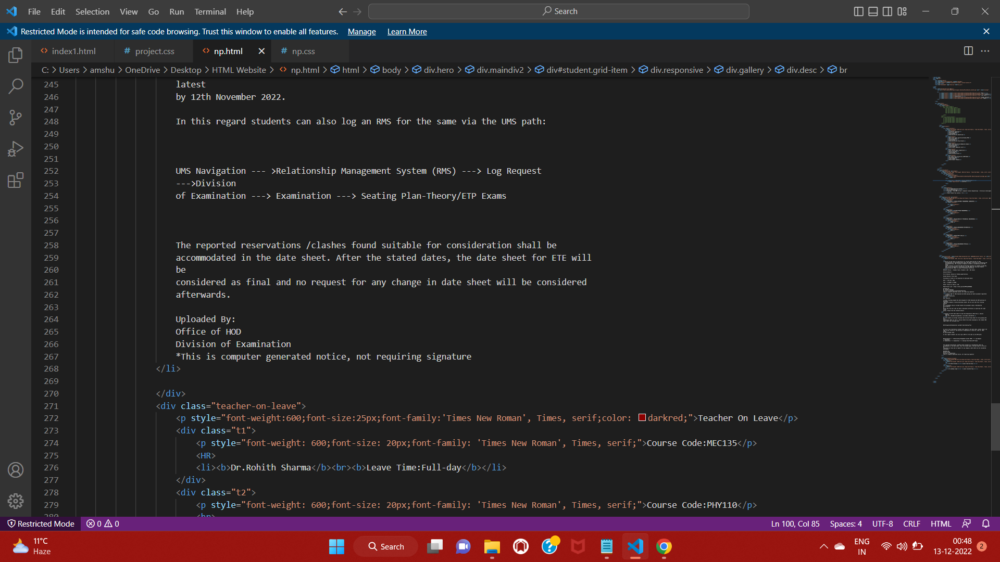 File Edit Selection View Go Run Terminal Help
Search
Restricted Mode is intended for safe code browsing. Trust this window to enable all features. Manage Learn More
<> index1.html # project.css <> np.html # np.css
C: > Users > amshu > OneDrive > Desktop > HTML Website > <> np.html > html > body > div.hero > div.maindiv2 > div#student.grid-item > div.responsive > div.gallery > div.desc > br
245 latest
246 by 12th November 2022.
247
248 In this regard students can also log an RMS for the same via the UMS path:
249
250
251
252 UMS Navigation --- >Relationship Management System (RMS) ---> Log Request
253 --->Division
254 of Examination ---> Examination ---> Seating Plan-Theory/ETP Exams
255
256
257
258 The reported reservations /clashes found suitable for consideration shall be
259 accommodated in the date sheet. After the stated dates, the date sheet for ETE will
260 be
261 considered as final and no request for any change in date sheet will be considered
262 afterwards.
263
264 Uploaded By:
265 Office of HOD
266 Division of Examination
267 *This is computer generated notice, not requiring signature
268 </li>
269
270 </div>
271 <div class="teacher-on-leave">
272 <p style="font-weight:600;font-size:25px;font-family:'Times New Roman', Times, serif;color: darkred;">Teacher On Leave</p>
273 <div class="t1">
274 <p style="font-weight: 600;font-size: 20px;font-family: 'Times New Roman', Times, serif;">Course Code:MEC135</p>
275 <HR>
276 <li><b>Dr.Rohith Sharma</b><br><b>Leave Time:Full-day</b></li>
277 </div>
278 <div class="t2">
279 <p style="font-weight: 600;font-size: 20px;font-family: 'Times New Roman', Times, serif;">Course Code:PHY110</p>
280 <hr>
Restricted Mode 0 0 Ln 100, Col 85 Spaces: 4 UTF-8 CRLF HTML
11°C
Haze
Search
ENG
IN
00:48
13-12-2022
2